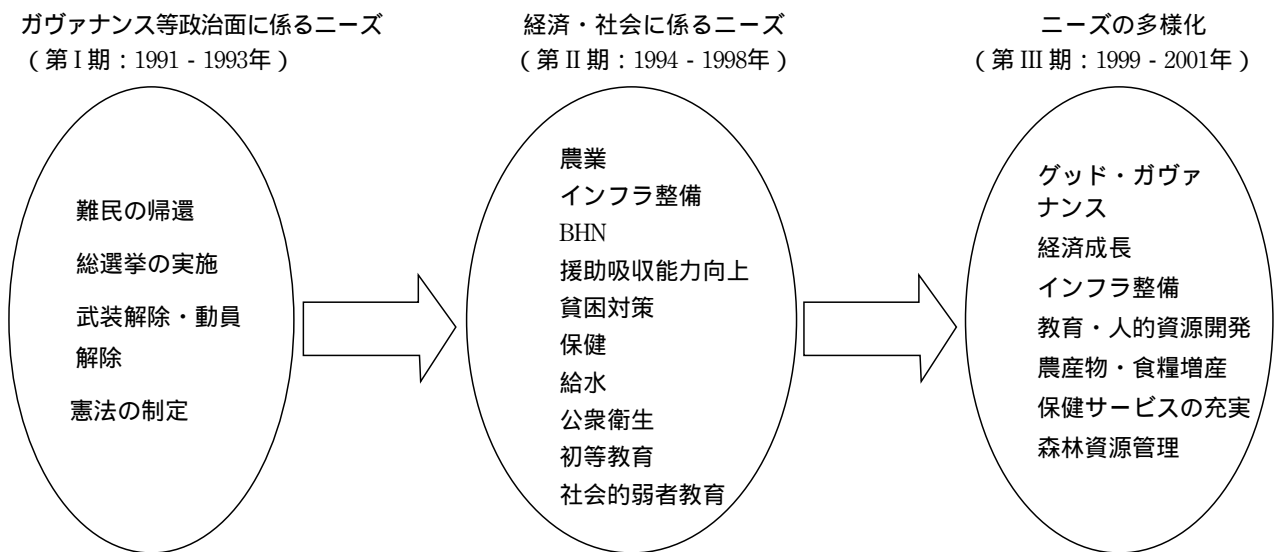 ガヴァナンス等政治面に係るニーズ
（第Ⅰ期：1991 - 1993年）
難民の帰還
総選挙の実施
武装解除・動員
解除
憲法の制定
経済・社会に係るニーズ
（第Ⅱ期：1994 - 1998年）
農業
インフラ整備
BHN
援助吸収能力向上
貧困対策
保健
給水
公衆衛生
初等教育
社会的弱者教育
ニーズの多様化
（第Ⅲ期：1999 - 2001年）
グッド・ガヴァ
ナンス
経済成長
インフラ整備
教育・人的資源開発
農産物・食糧増産
保健サービスの充実
森林資源管理